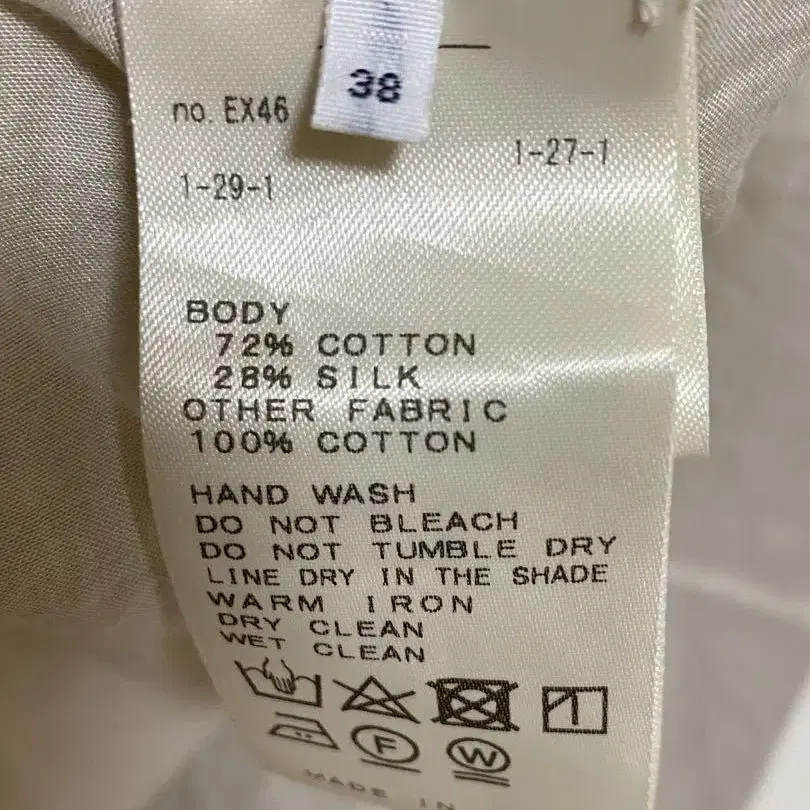 38
no. EX46
1-27-1
1-29-1
BODY
72% COTTON
28% SILK
OTHER FABRIC
100% COTTON
HAND WASH
DO NOT BLEACH
DO NOT TUMBLE DRY
LINE DRY IN THE SHADE
WARM IRON
DRY CLEAN
WET CLEAN
F
W
MADE IN